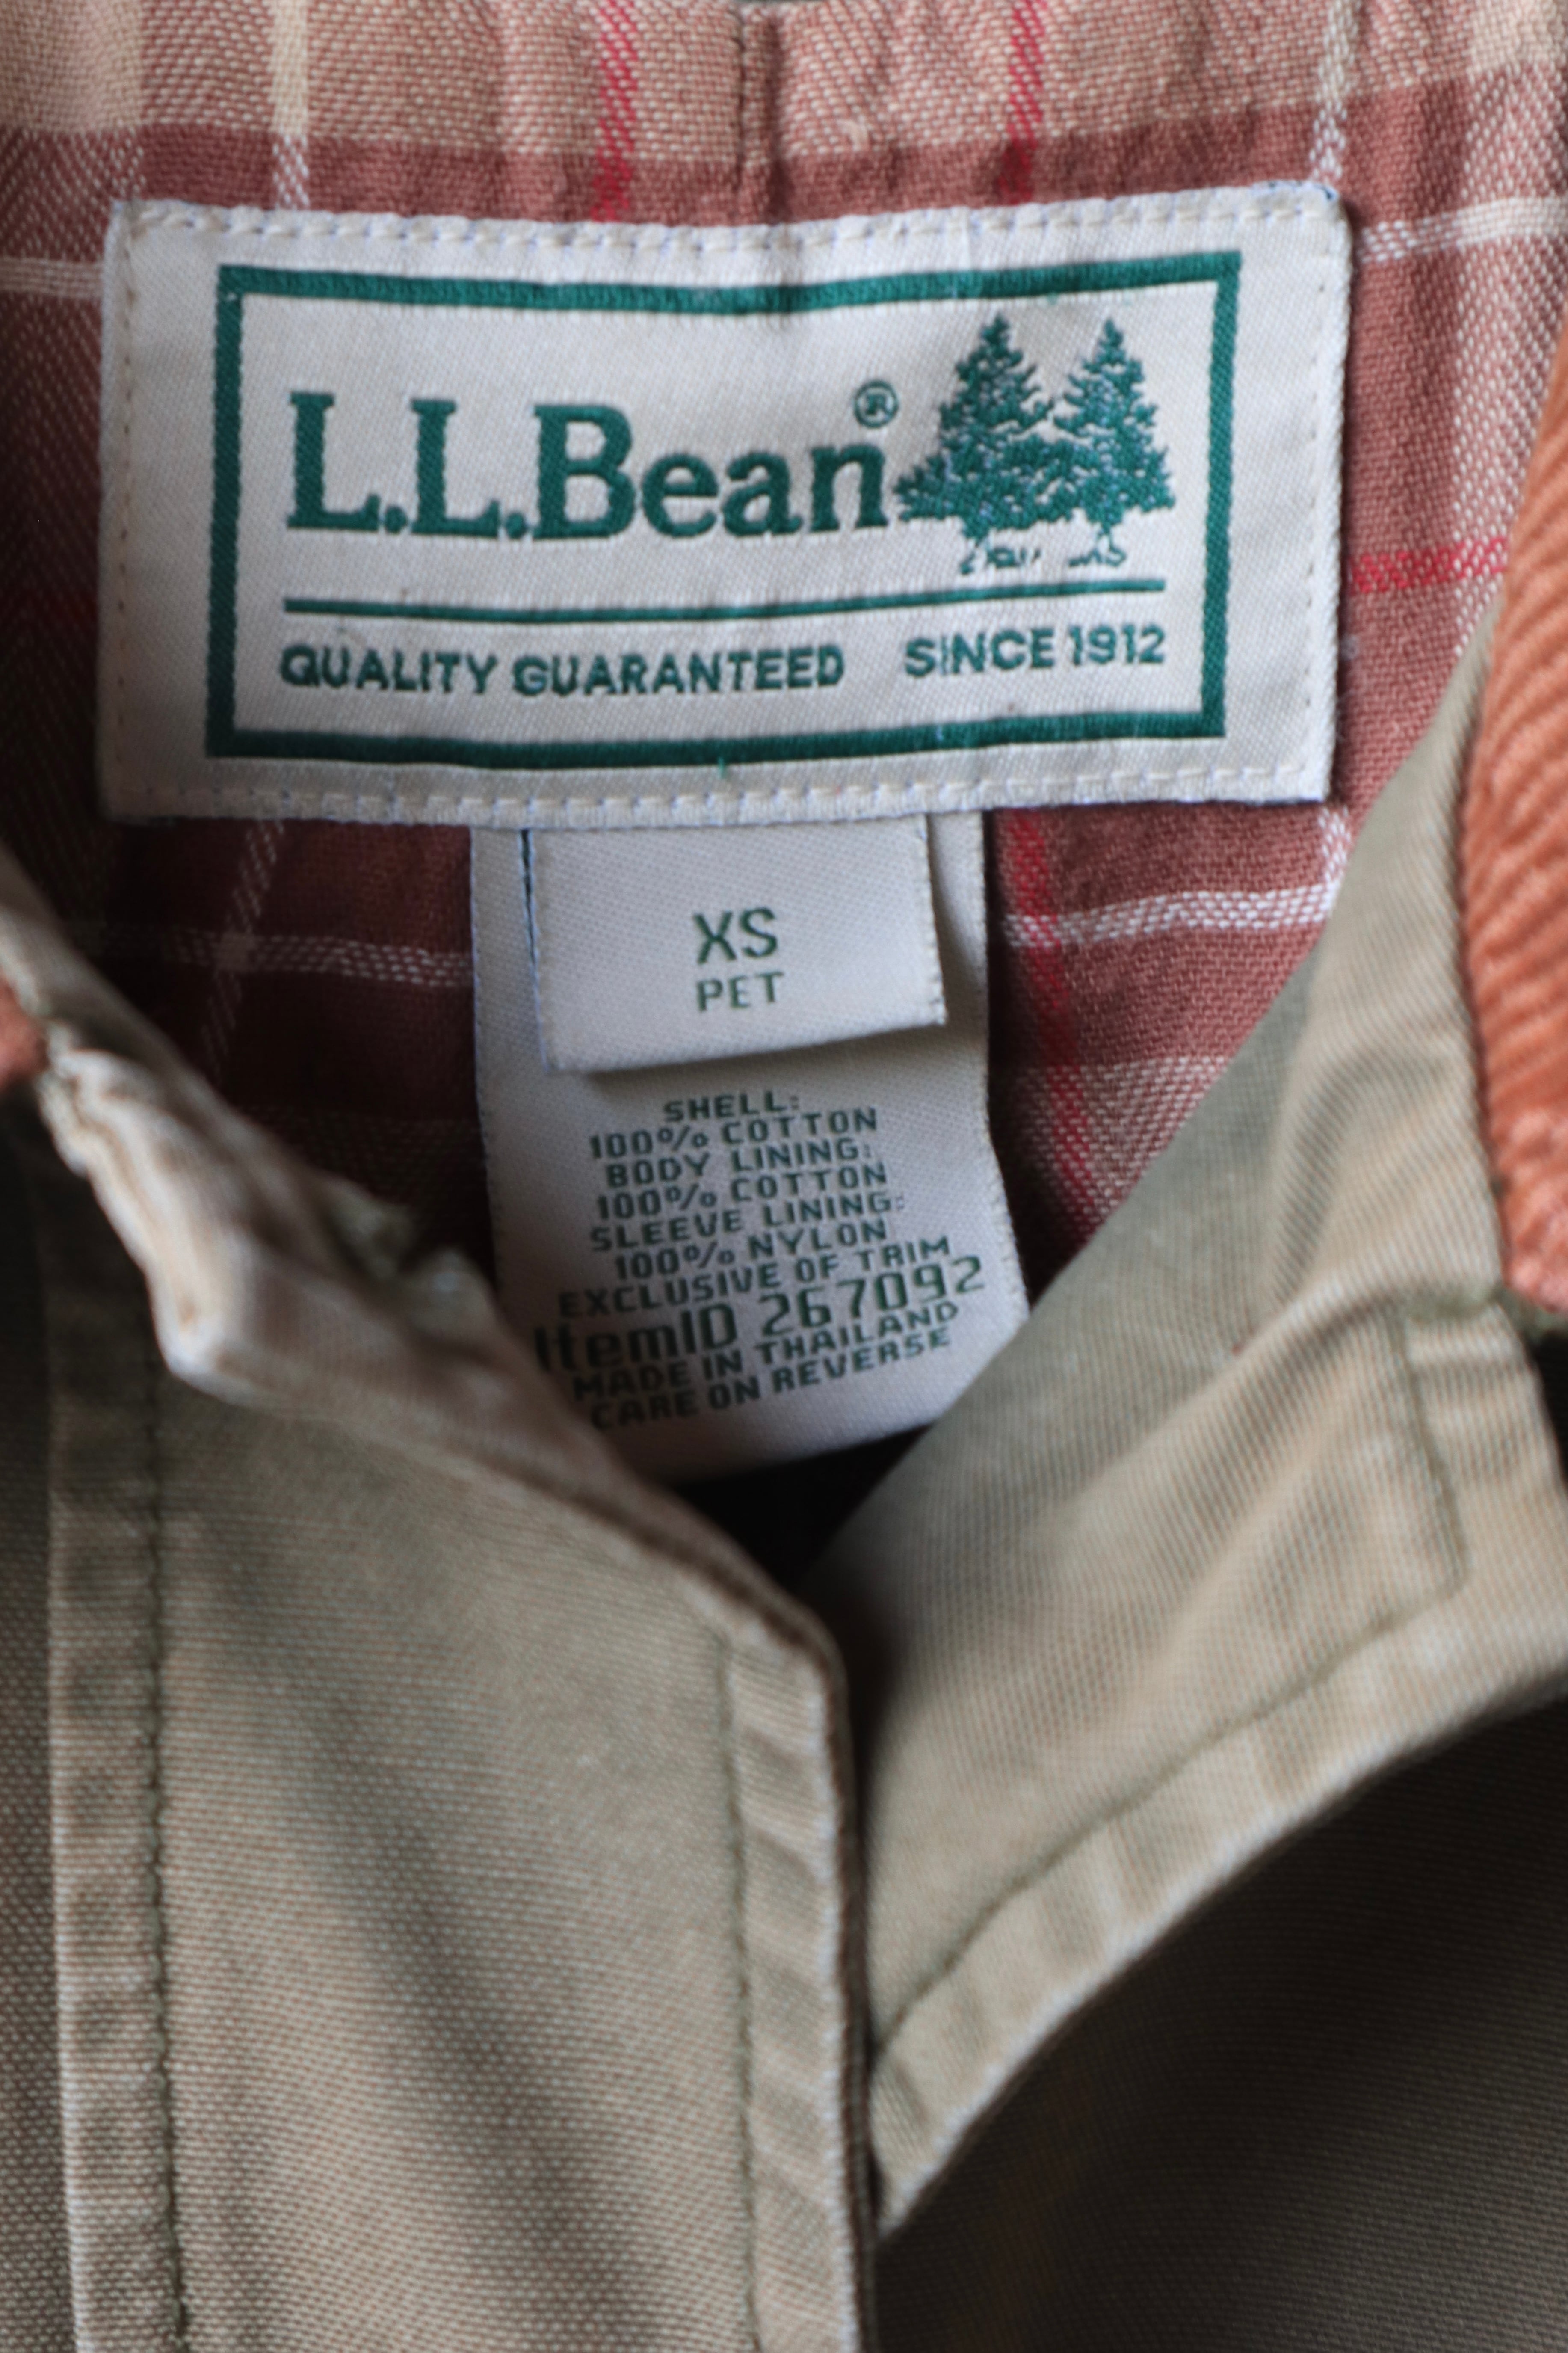 L.L.Bean®
QUALITY GUARANTEED SINCE 1912
XS
PET
SHELL:
100% COTTON
BODY LINING:
100% COTTON
SLEEVE LINING:
100% NYLON
EXCLUSIVE OF TRIM
ItemID 267092
MADE IN THAILAND
CARE ON REVERSE